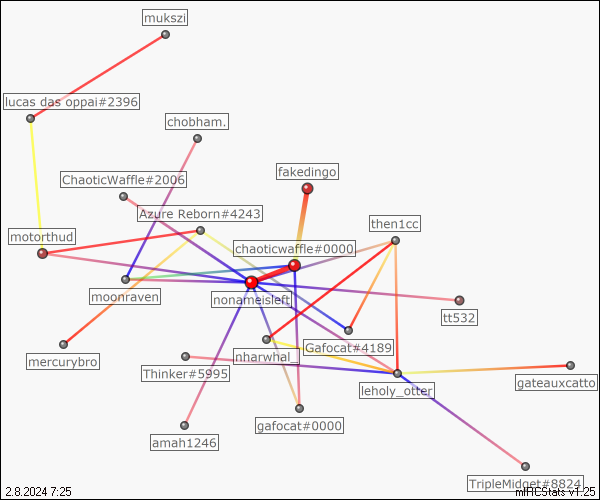 mukszi
lucas das oppai#2396
chobham.
fakedingo
ChaoticWaffle#2006
Azure Reborn#4243
then1cc
motorthud
chaoticwaffle#0000
moonraven
nonameisleft
tt532
mercurybro
nharwhal_
Gafocat#4189
Thinker#5995
leholy_otter
gateauxcatto
gafocat#0000
amah1246
TripleMidget#8824
2.8.2024 7:25
mIRCStats v1.25